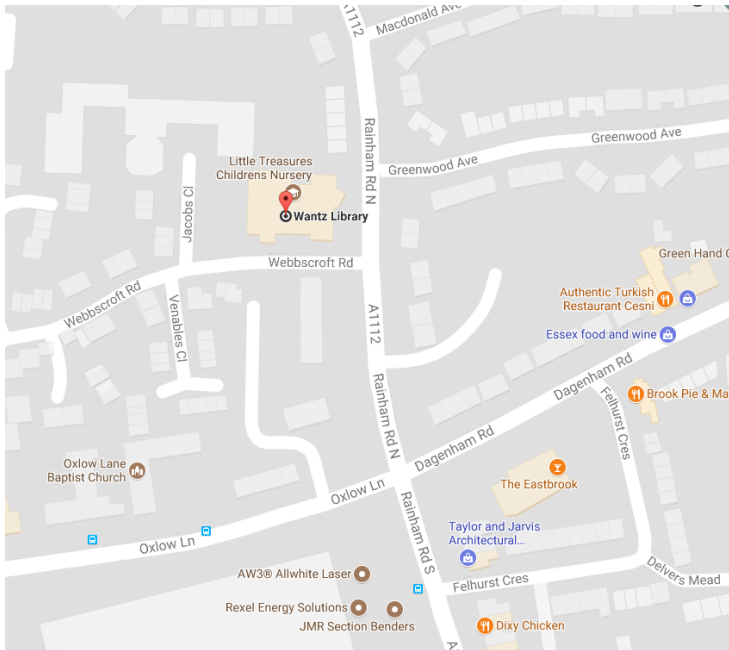 A1112
Macdonald Ave
Rainham Rd N
Greenwood Ave
Greenwood Ave
Little Treasures
Childrens Nursery
Wantz Library
Jacobs Cl
Webbscroft Rd
Webbscroft Rd
Venables Cl
A1112
Green Hand C
Authentic Turkish
Restaurant Cesni
Essex food and wine
Dagenham Rd
Rainham Rd N
Brook Pie & Ma
Felhurst Cres
Dagenham Rd
Oxlow Lane
Baptist Church
Oxlow Ln
The Eastbrook
Rainham Rd S
Taylor and Jarvis
Architectural...
Oxlow Ln
AW3® Allwhite Laser
Felhurst Cres
Delvers Mead
Rexel Energy Solutions
JMR Section Benders
Dixy Chicken